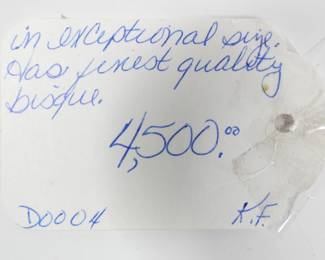 in exceptional size.
Has finest quality
bisque.
4,500.00
D0004 K.F.